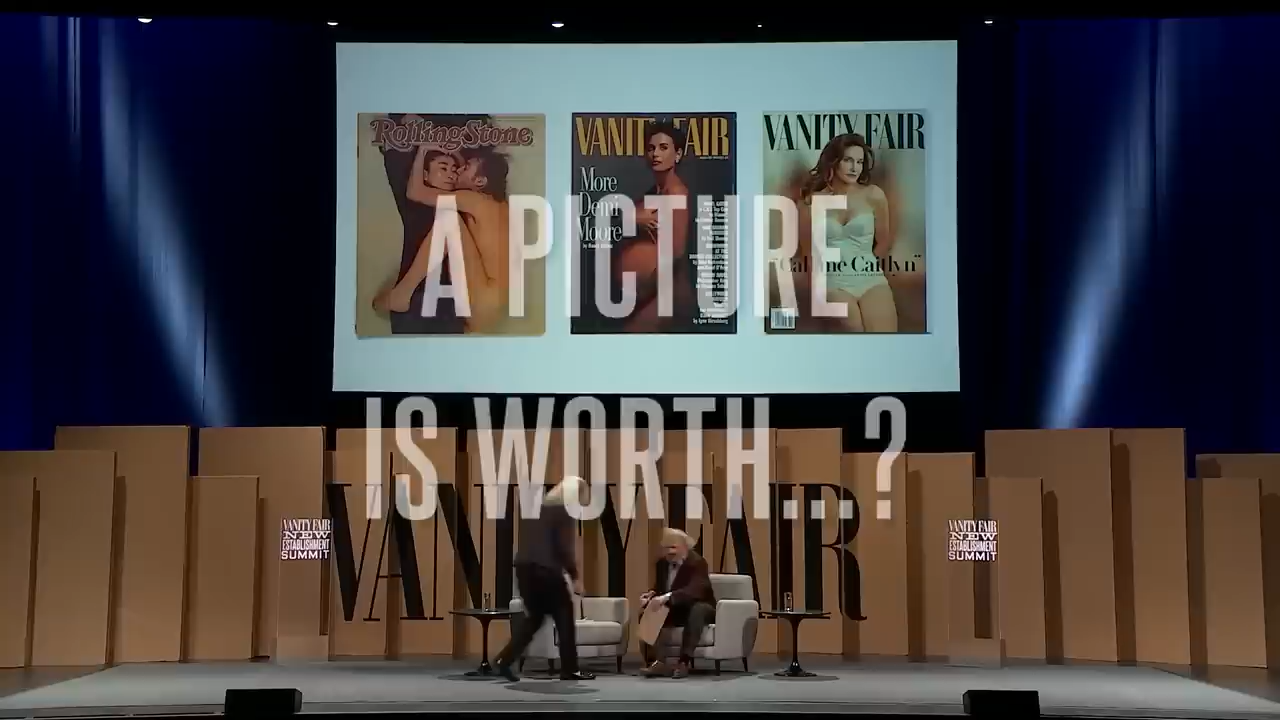 Rolling Stone
VANITY FAIR
More
Demi
Moore
VANITY FAIR
"Call me Caitlyn"
A PICTURE
IS WORTH...?
VANITY FAIR
VANITY FAIR
NEW
ESTABLISHMENT
SUMMIT
VANITY FAIR
NEW
ESTABLISHMENT
SUMMIT